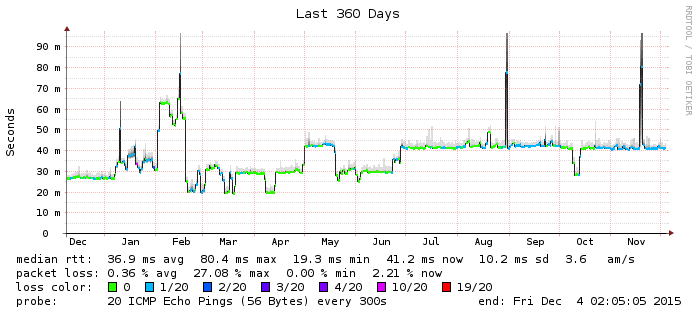 Last 360 Days
RRDTOOL / TOBI OETIKER
Seconds
90 m
80 m
70 m
60 m
50 m
40 m
30 m
20 m
10 m
0
Dec Jan Feb Mar Apr May Jun Jul Aug Sep Oct Nov
median rtt: 36.9 ms avg 80.4 ms max 19.3 ms min 41.2 ms now 10.2 ms sd 3.6 am/s
packet loss: 0.36 % avg 27.08 % max 0.00 % min 2.21 % now
loss color: 0 1/20 2/20 3/20 4/20 10/20 19/20
probe: 20 ICMP Echo Pings (56 Bytes) every 300s end: Fri Dec 4 02:05:05 2015